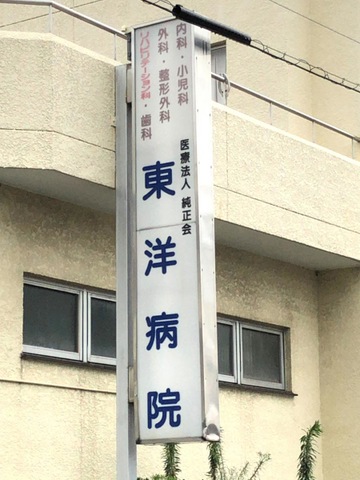 内科・小児科
外科・整形外科
リハビリテーション科・歯科
医療法人 純正会
東洋病院